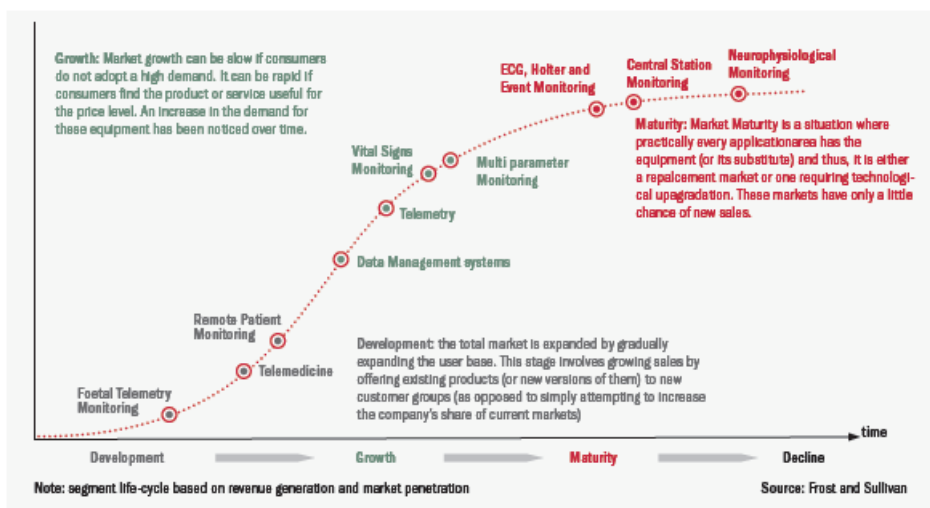 Growth: Market growth can be slow if consumers
do not adopt a high demand. It can be rapid if
consumers find the product or service useful for
the price level. An increase in the demand for
these equipment has been noticed over time.
ECG, Holter and
Event Monitoring
Central Station
Monitoring
Neurophysiological
Monitoring
Maturity: Market Maturity is a situation where
practically every applicationarea has the
equipment (or its substitute) and thus, it is either
a repalcement market or one requiring technologi-
cal upagradation. These markets have only a little
chance of new sales.
Vital Signs
Monitoring
Multi parameter
Monitoring
Telemetry
Data Management systems
Remote Patient
Monitoring
Telemedicine
Foetal Telemetry
Monitoring
Development: the total market is expanded by gradually
expanding the user base. This stage involves growing sales by
offering existing products (or new versions of them) to new
customer groups (as opposed to simply attempting to increase
the company's share of current markets)
time
Development
Growth
Maturity
Decline
Note: segment life-cycle based on revenue generation and market penetration
Source: Frost and Sullivan